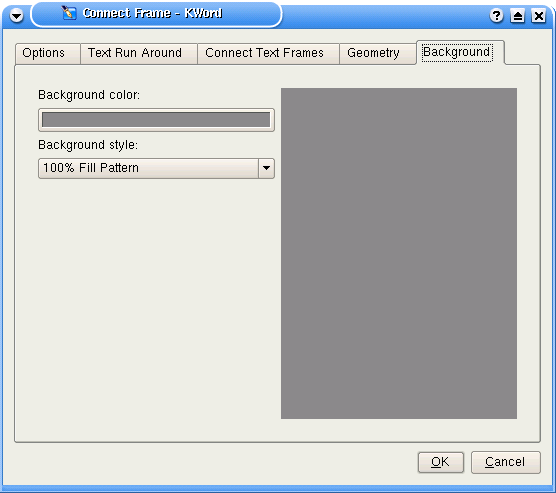 Connect Frame - KWord
Options Text Run Around Connect Text Frames Geometry Background
Background color:
Background style:
100% Fill Pattern
OK Cancel